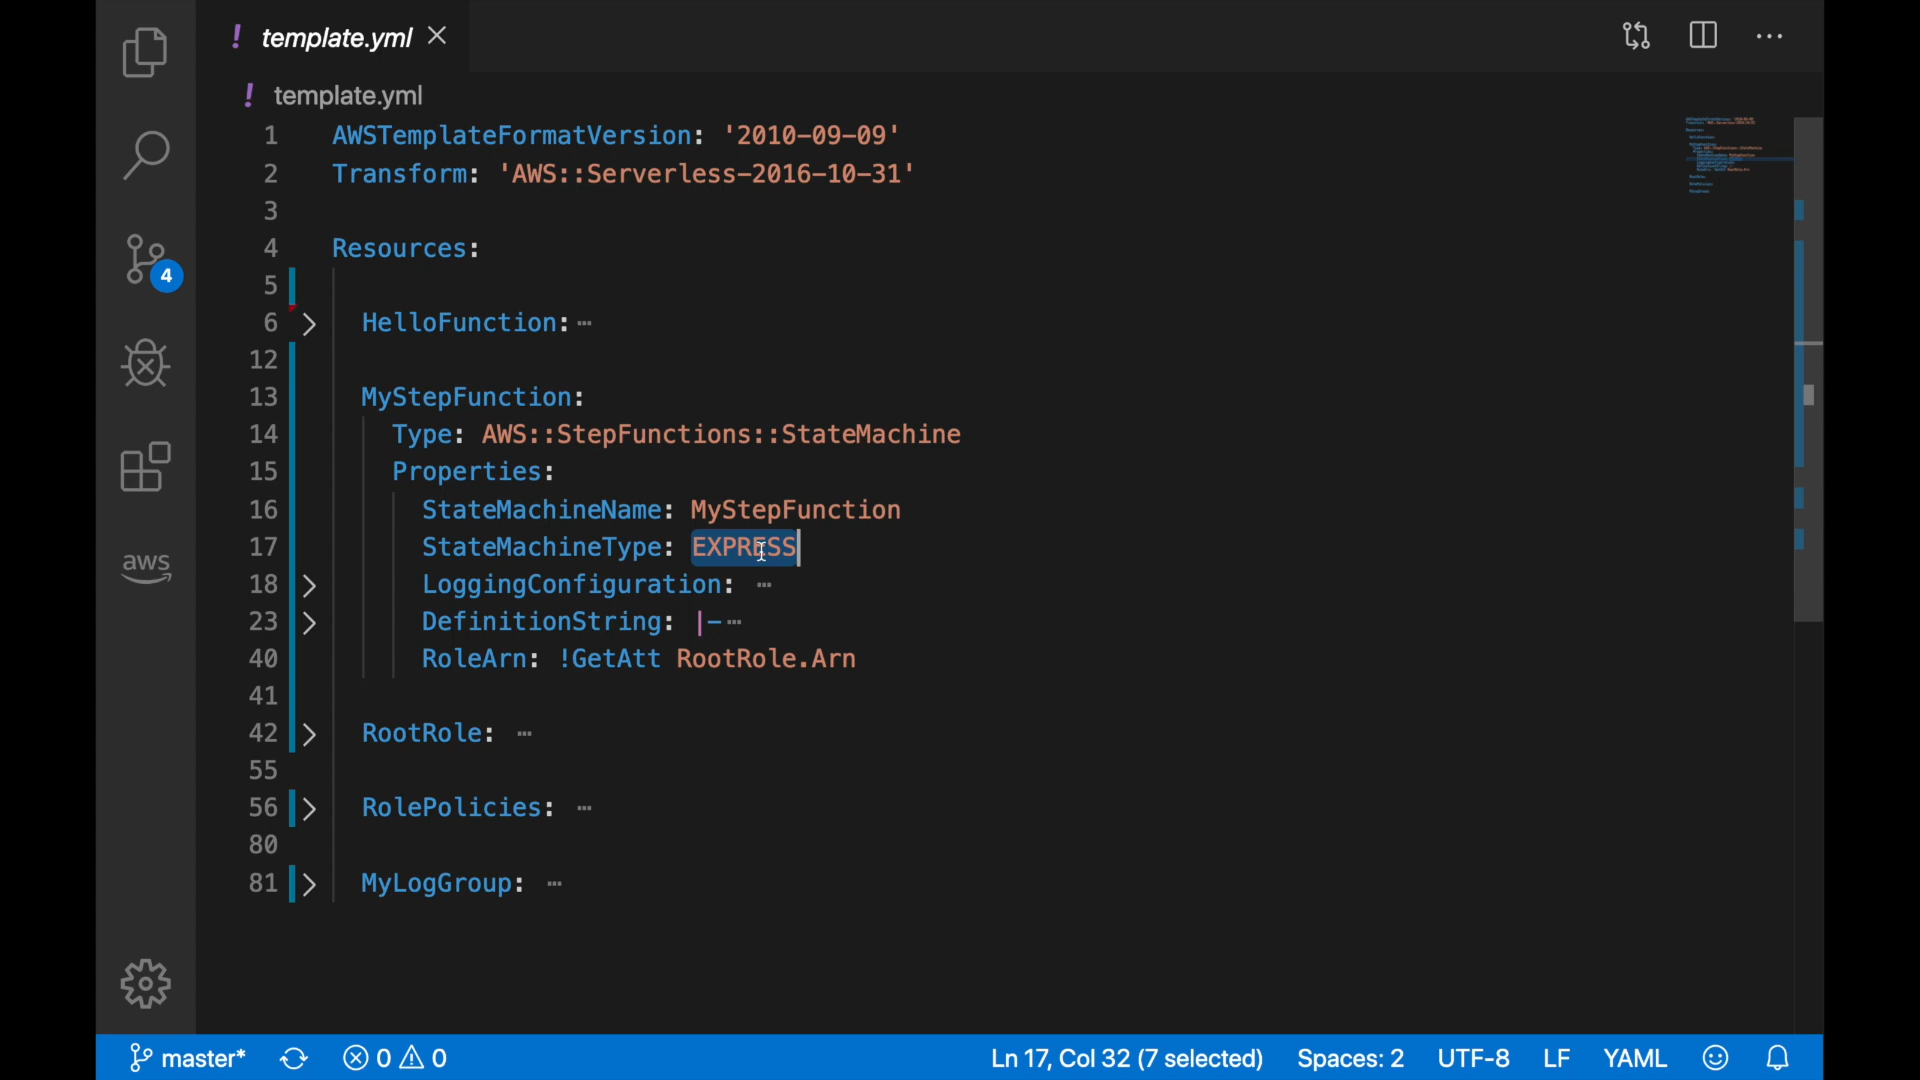 ! template.yml
! template.yml
1 AWSTemplateFormatVersion: '2010-09-09'
2 Transform: 'AWS::Serverless-2016-10-31'
3
4 Resources:
5
6 HelloFunction:
12
13 MyStepFunction:
14 Type: AWS::StepFunctions::StateMachine
15 Properties:
16 StateMachineName: MyStepFunction
17 StateMachineType: EXPRESS
18 LoggingConfiguration:
23 DefinitionString: |-
40 RoleArn: !GetAtt RootRole.Arn
41
42 RootRole:
55
56 RolePolicies:
80
81 MyLogGroup:
4
aws
master* 0 0 Ln 17, Col 32 (7 selected) Spaces: 2 UTF-8 LF YAML